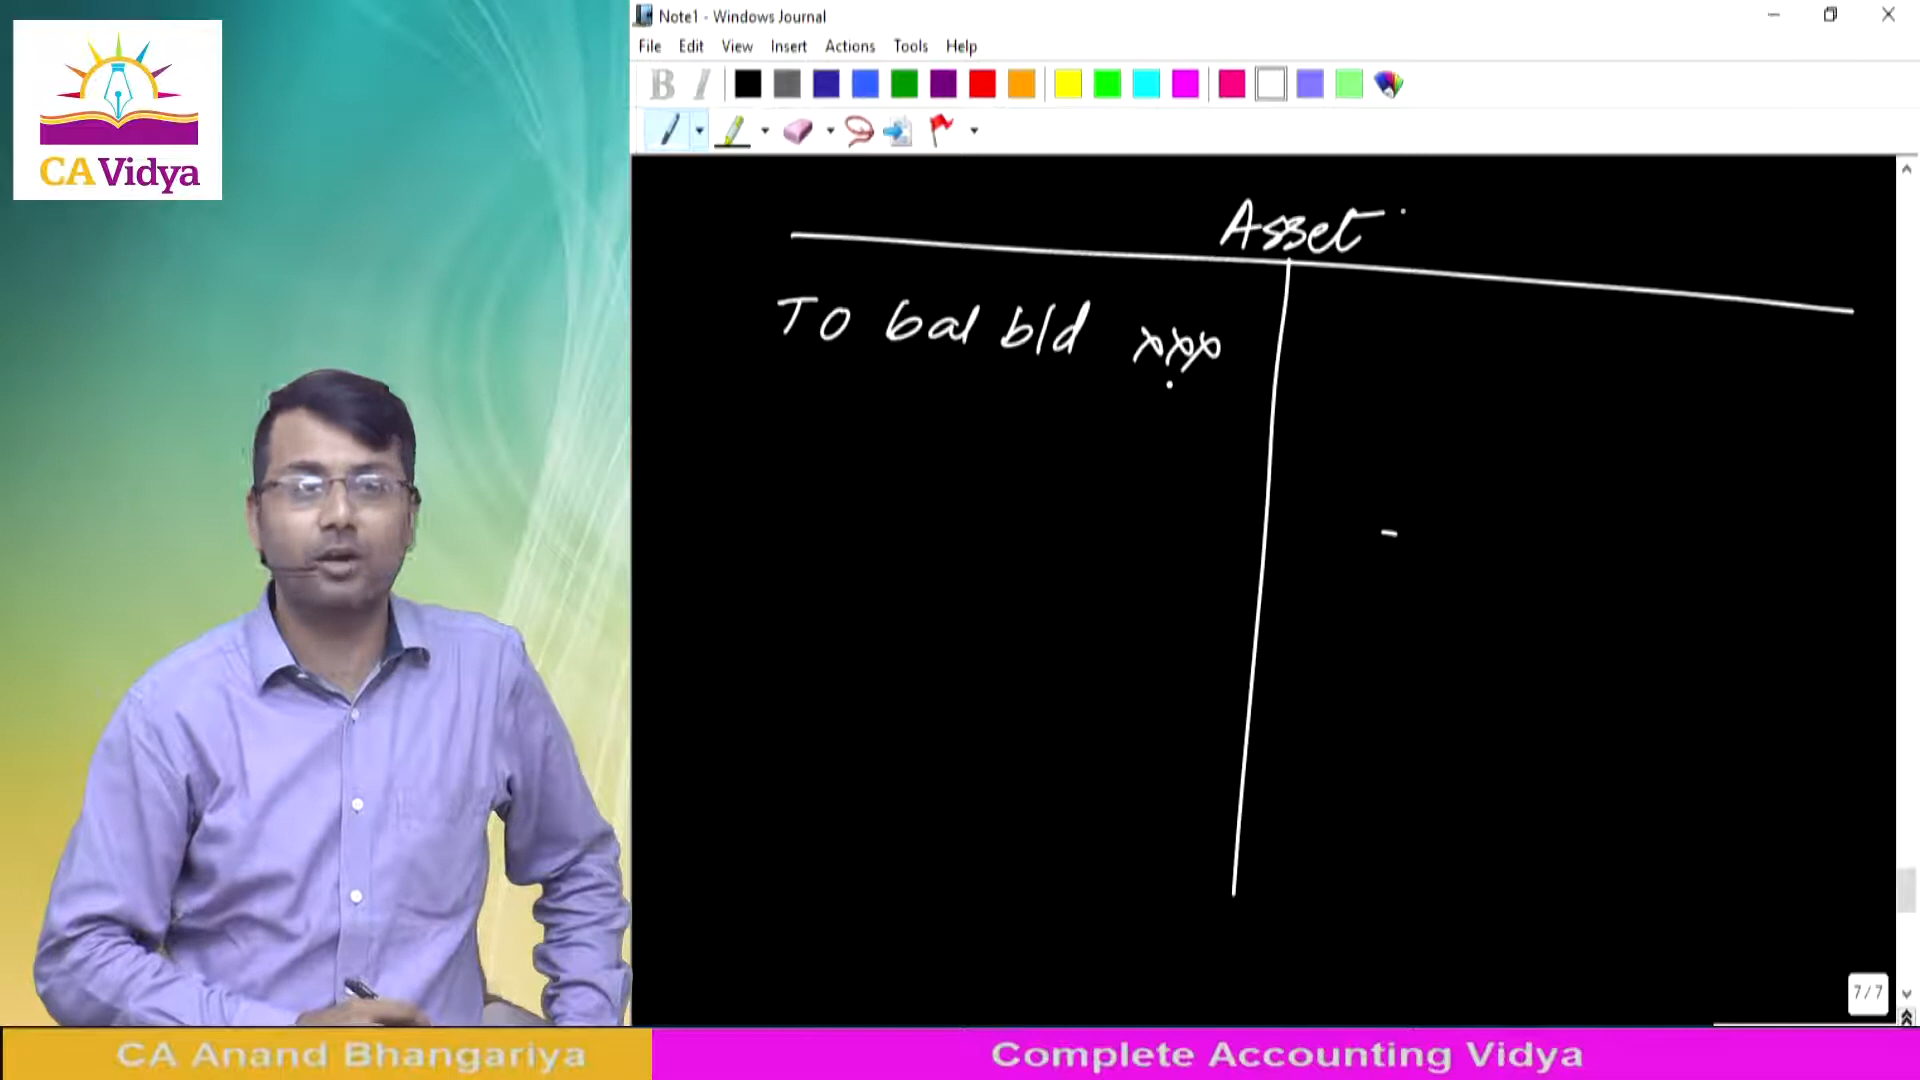 CA Vidya
Note1 - Windows Journal
File Edit View Insert Actions Tools Help
B I
Asset
To bal b/d xxx
7 / 7
CA Anand Bhangariya
Complete Accounting Vidya